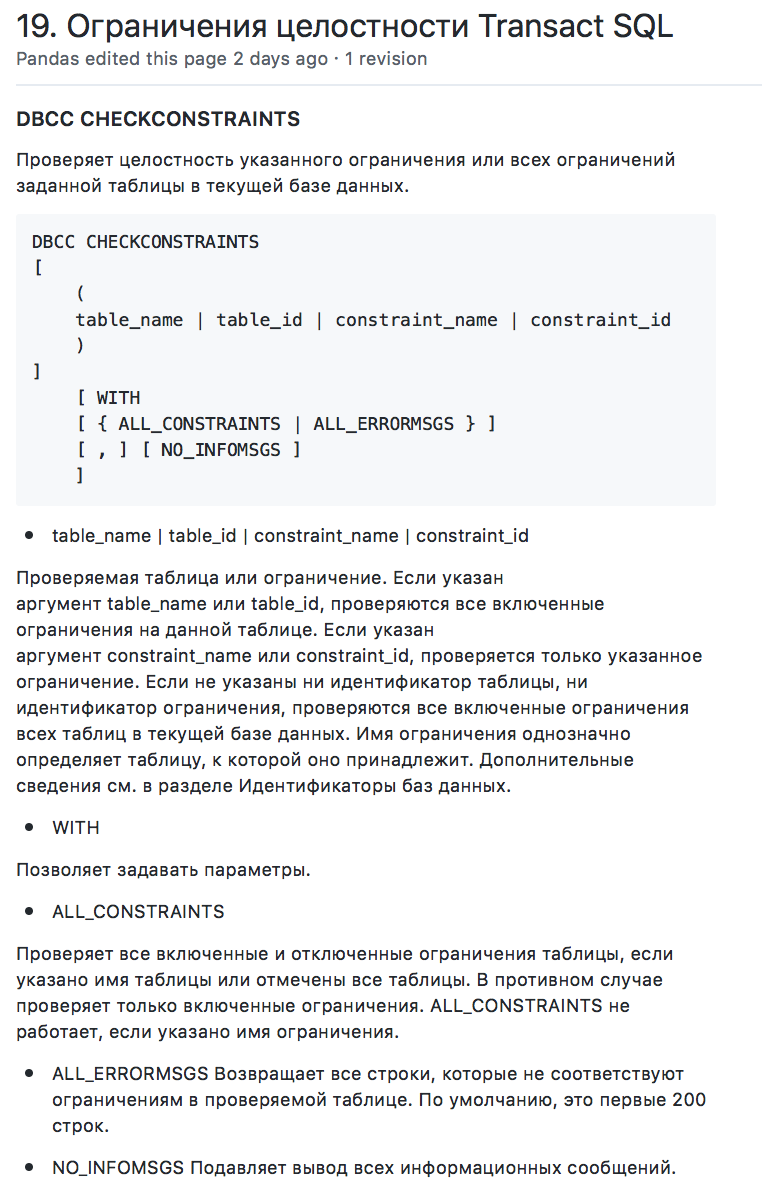 19. Ограничения целостности Transact SQL
Pandas edited this page 2 days ago · 1 revision
DBCC CHECKCONSTRAINTS
Проверяет целостность указанного ограничения или всех ограничений
заданной таблицы в текущей базе данных.
DBCC CHECKCONSTRAINTS
[
(
table_name | table_id | constraint_name | constraint_id
)
]
[ WITH
[ { ALL_CONSTRAINTS | ALL_ERRORMSGS } ]
[ , ] [ NO_INFOMSGS ]
]
• table_name | table_id | constraint_name | constraint_id
Проверяемая таблица или ограничение. Если указан
аргумент table_name или table_id, проверяются все включенные
ограничения на данной таблице. Если указан
аргумент constraint_name или constraint_id, проверяется только указанное
ограничение. Если не указаны ни идентификатор таблицы, ни
идентификатор ограничения, проверяются все включенные ограничения
всех таблиц в текущей базе данных. Имя ограничения однозначно
определяет таблицу, к которой оно принадлежит. Дополнительные
сведения см. в разделе Идентификаторы баз данных.
• WITH
Позволяет задавать параметры.
• ALL_CONSTRAINTS
Проверяет все включенные и отключенные ограничения таблицы, если
указано имя таблицы или отмечены все таблицы. В противном случае
проверяет только включенные ограничения. ALL_CONSTRAINTS не
работает, если указано имя ограничения.
• ALL_ERRORMSGS Возвращает все строки, которые не соответствуют
ограничениям в проверяемой таблице. По умолчанию, это первые 200
строк.
• NO_INFOMSGS Подавляет вывод всех информационных сообщений.